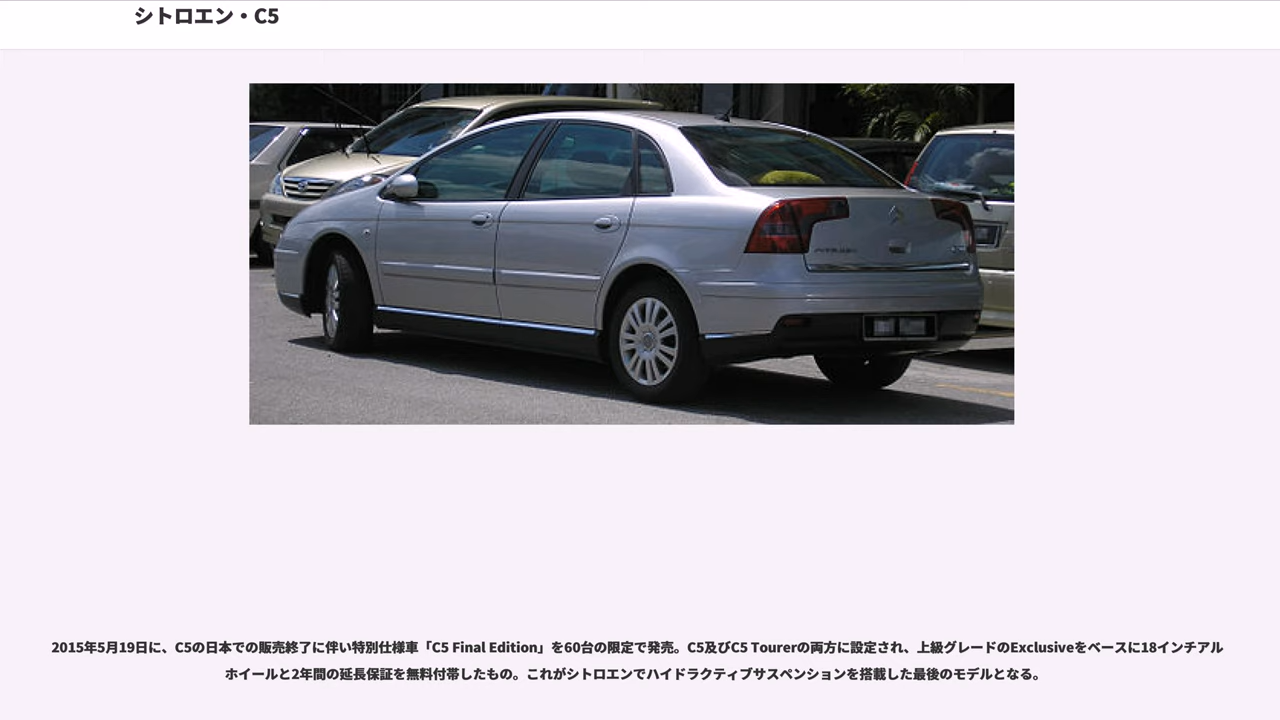 シトロエン・C5
2015年5月19日に、C5の日本での販売終了に伴い特別仕様車「C5 Final Edition」を60台の限定で発売。C5及びC5 Tourerの両方に設定され、上級グレードのExclusiveをベースに18インチアル
ホイールと2年間の延長保証を無料付帯したもの。これがシトロエンでハイドラクティブサスペンションを搭載した最後のモデルとなる。